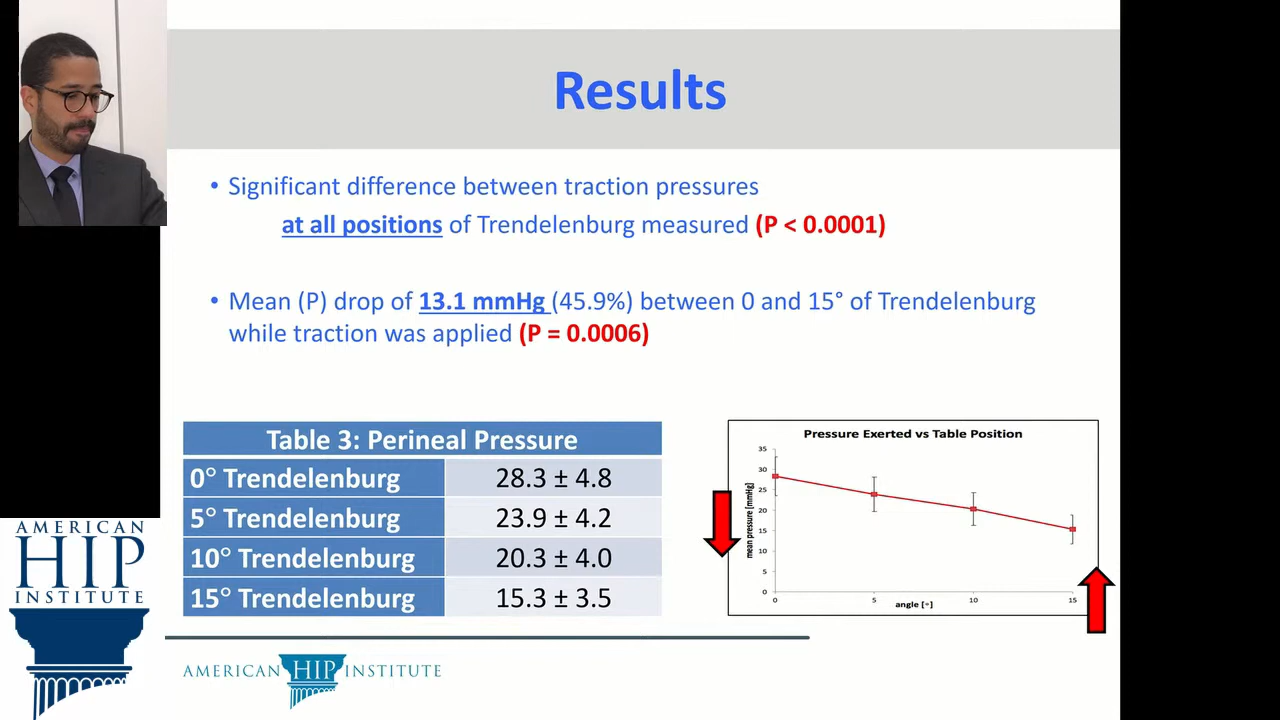 Results
• Significant difference between traction pressures
at all positions of Trendelenburg measured (P < 0.0001)
• Mean (P) drop of 13.1 mmHg (45.9%) between 0 and 15° of Trendelenburg
while traction was applied (P = 0.0006)
Table 3: Perineal Pressure
0° Trendelenburg 28.3 ± 4.8
5° Trendelenburg 23.9 ± 4.2
10° Trendelenburg 20.3 ± 4.0
15° Trendelenburg 15.3 ± 3.5
Pressure Exerted vs Table Position
mean pressure [mmHg]
35
30
25
20
15
10
5
0
0 5 10 15
angle [°]
AMERICAN
HIP
INSTITUTE
AMERICAN HIP INSTITUTE